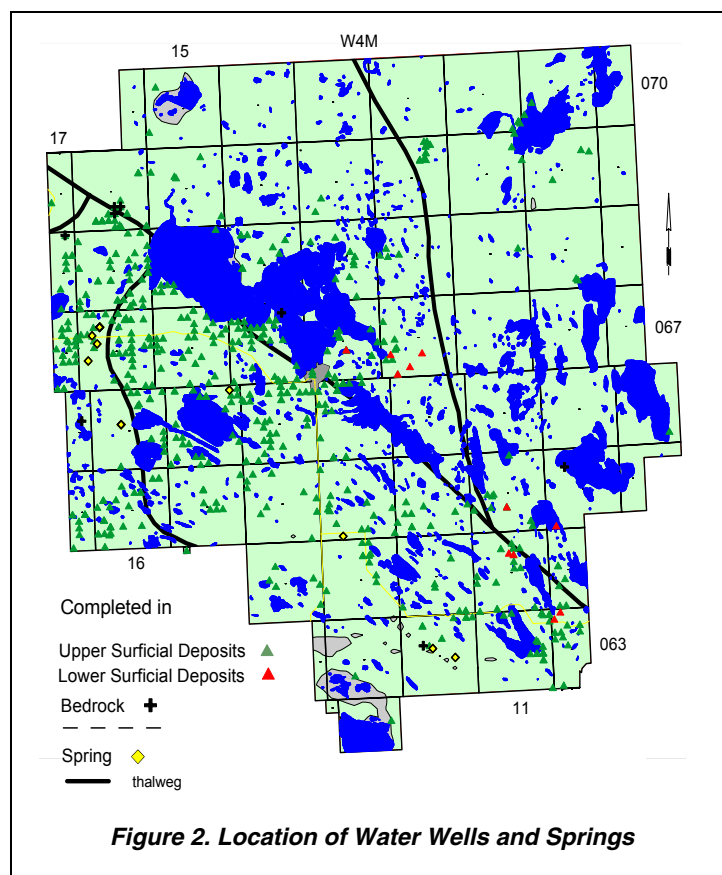 W4M
15
070
17
067
16
063
11
Completed in
Upper Surficial Deposits
Lower Surficial Deposits
Bedrock
Spring
thalweg
Figure 2. Location of Water Wells and Springs